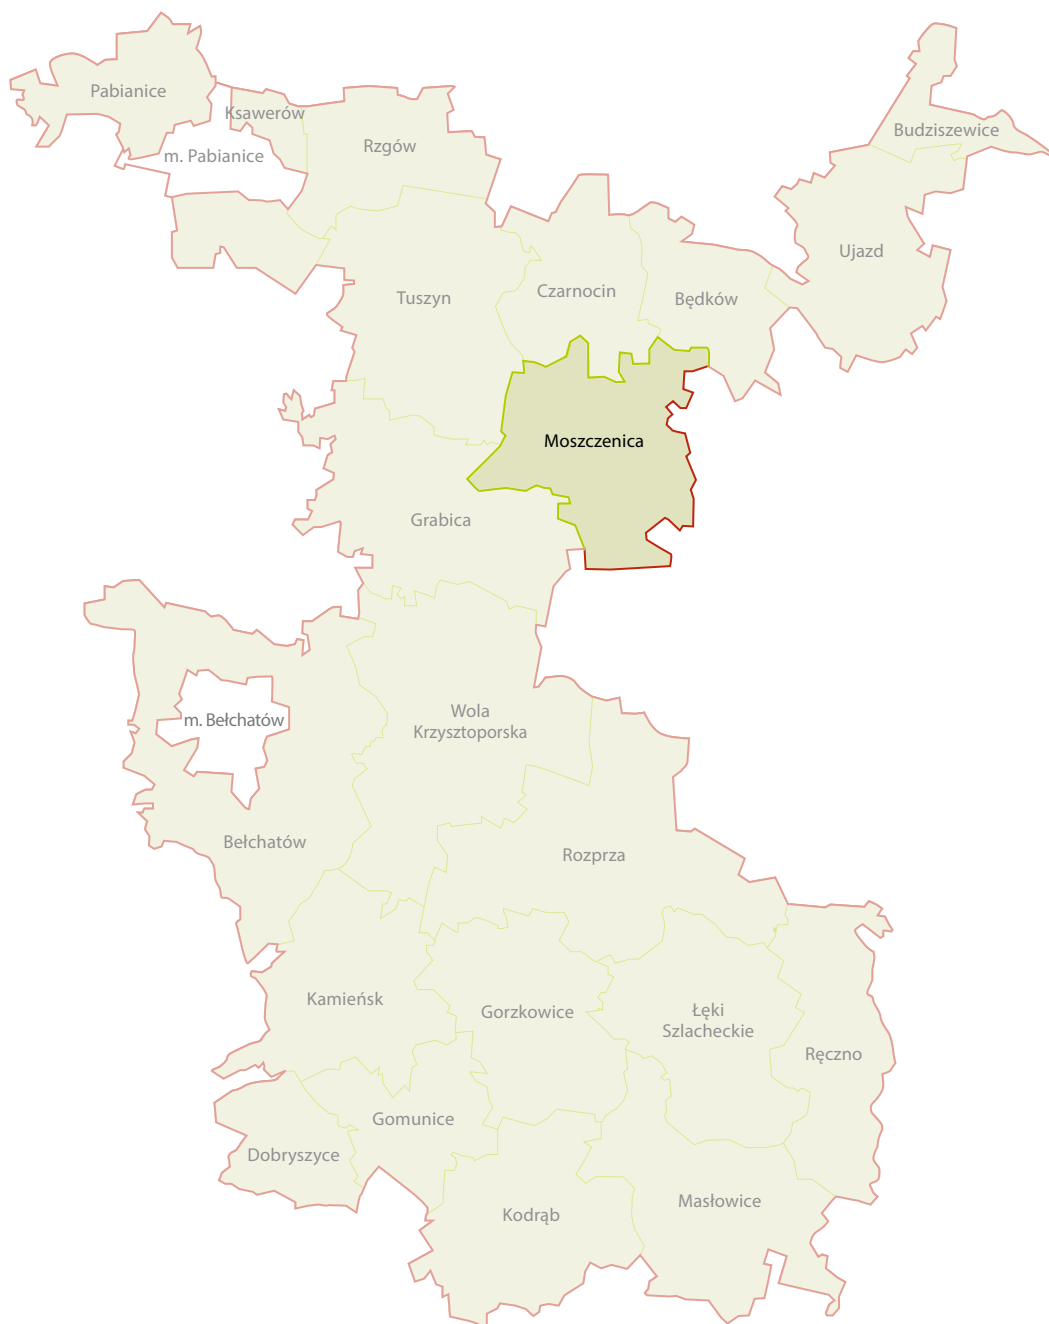 Pabianice
Ksawerów
m. Pabianice
Rzgów
Budziszewice
Ujazd
Tuszyn
Czarnocin
Będków
Moszczenica
Grabica
m. Bełchatów
Wola
Krzysztoporska
Bełchatów
Rozprza
Kamieńsk
Gorzkowice
Łęki
Szlacheckie
Ręczno
Gomunice
Dobryszyce
Kodrąb
Masłowice